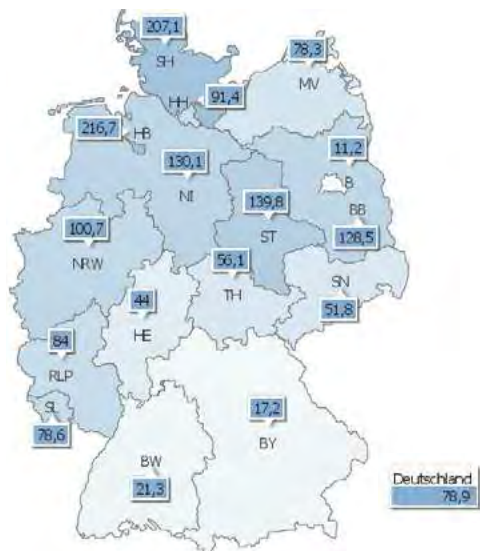 207,1
SH
78,3
MV
HH
91,4
216,7
HB
130,1
NI
11,2
B
BB
128,5
139,8
ST
100,7
NRW
56,1
TH
SN
51,8
44
HE
84
RLP
SL
78,6
17,2
BY
BW
21,3
Deutschland
78,9